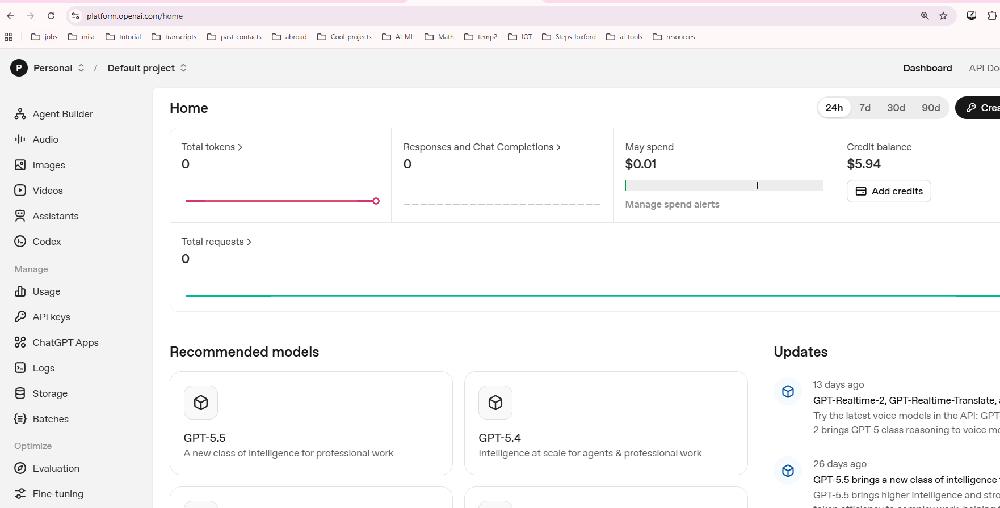 platform.openai.com/home
jobs misc tutorial transcripts past_contacts abroad Cool_projects AI-ML Math temp2 IOT Steps-loxford ai-tools resources
P Personal / Default project Dashboard API Do
Home 24h 7d 30d 90d Crea
Agent Builder
Audio
Images
Videos
Assistants
Codex
Manage
Usage
API keys
ChatGPT Apps
Logs
Storage
Batches
Optimize
Evaluation
Fine-tuning
Total tokens
0
Responses and Chat Completions
0
May spend
$0.01
Manage spend alerts
Credit balance
$5.94
Add credits
Total requests
0
Recommended models
GPT-5.5
A new class of intelligence for professional work
GPT-5.4
Intelligence at scale for agents & professional work
Updates
13 days ago
GPT-Realtime-2, GPT-Realtime-Translate,
Try the latest voice models in the API: GPT-
2 brings GPT-5 class reasoning to voice mo
26 days ago
GPT-5.5 brings a new class of intelligence
GPT-5.5 brings higher intelligence and stro